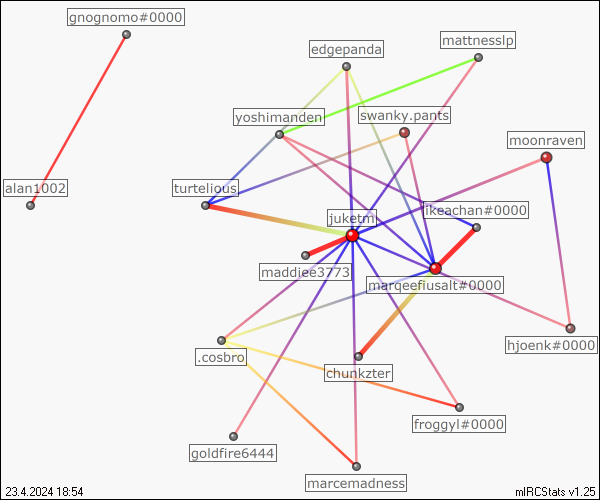 gnognomo#0000
edgepanda
mattnesslp
yoshimanden
swanky.pants
moonraven
alan1002
turtelious
juketm
ikeachan#0000
maddiee3773
marqeefiusalt#0000
hjoenk#0000
.cosbro
chunkzter
froggyl#0000
goldfire6444
marcemadness
23.4.2024 18:54
mIRCStats v1.25